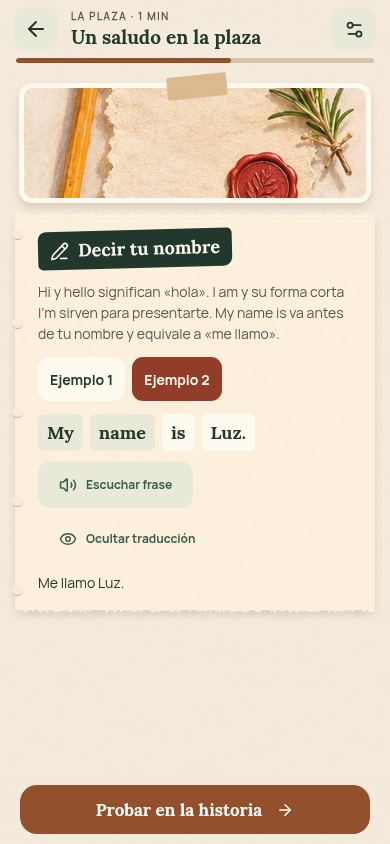 LA PLAZA · 1 MIN
Un saludo en la plaza
Decir tu nombre
Hi y hello significan «hola». I am y su forma corta
I'm sirven para presentarte. My name is va antes
de tu nombre y equivale a «me llamo».
Ejemplo 1 Ejemplo 2
My name is Luz.
Escuchar frase
Ocultar traducción
Me llamo Luz.
Probar en la historia